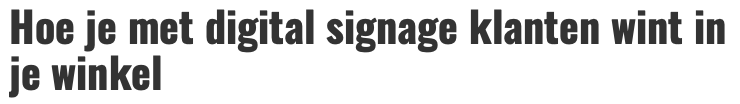 Hoe je met digital signage klanten wint in
je winkel